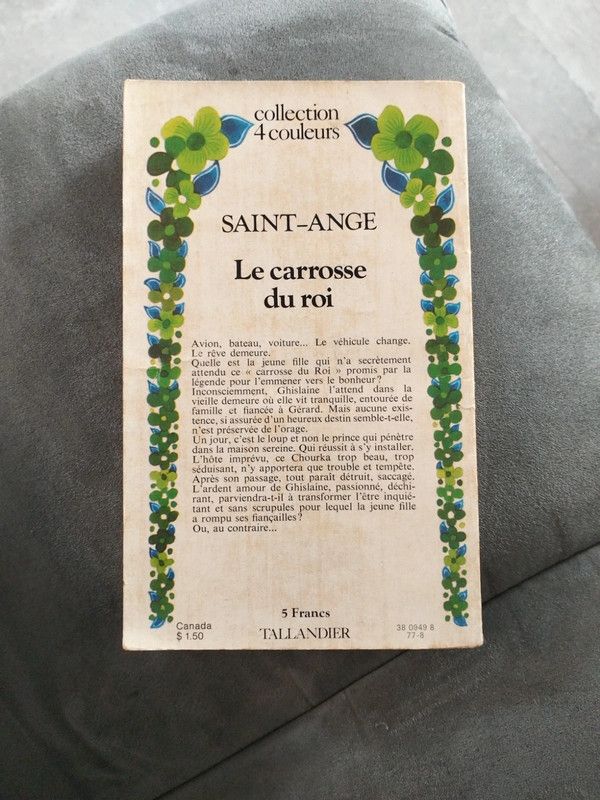 collection
4 couleurs
SAINT-ANGE
Le carrosse
du roi
Avion, bateau, voiture... Le véhicule change.
Le rêve demeure.
Quelle est la jeune fille qui n'a secrètement
attendu ce « carrosse du Roi » promis par la
légende pour l'emmener vers le bonheur?
Inconsciemment, Ghislaine l'attend dans la
vieille demeure où elle vit tranquille, entourée de
famille et fiancée à Gérard. Mais aucune exis-
tence, si assurée d'un heureux destin semble-t-elle,
n'est préservée de l'orage.
Un jour, c'est le loup et non le prince qui pénètre
dans la maison sereine. Qui réussit à s'y installer.
L'hôte imprévu, ce Chourka trop beau, trop
séduisant, n'y apportera que trouble et tempête.
Après son passage, tout paraît détruit, saccagé.
L'ardent amour de Ghislaine, passionné, déchi-
rant, parviendra-t-il à transformer l'être inquié-
tant et sans scrupules pour lequel la jeune fille
a rompu ses fiançailles?
Ou, au contraire...
5 Francs
TALLANDIER
Canada
$ 1.50
38 0949 8
77-8